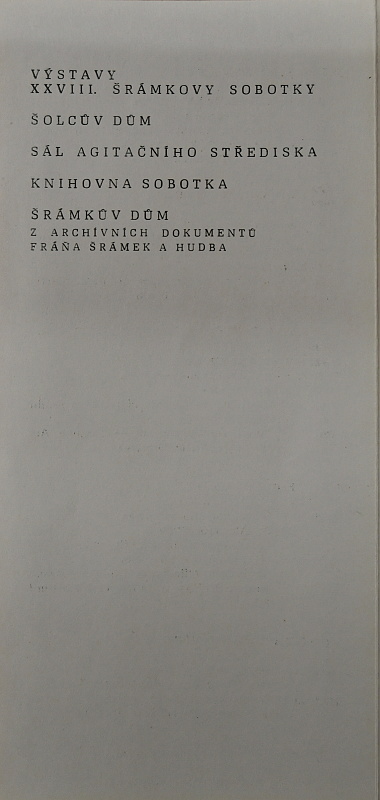 VÝSTAVY
XXVIII. ŠRÁMKOVY SOBOTKY
ŠOLCŮV DŮM
SÁL AGITAČNÍHO STŘEDISKA
KNIHOVNA SOBOTKA
ŠRÁMKŮV DŮM
Z ARCHÍVNÍCH DOKUMENTŮ
FRÁŇA ŠRÁMEK A HUDBA